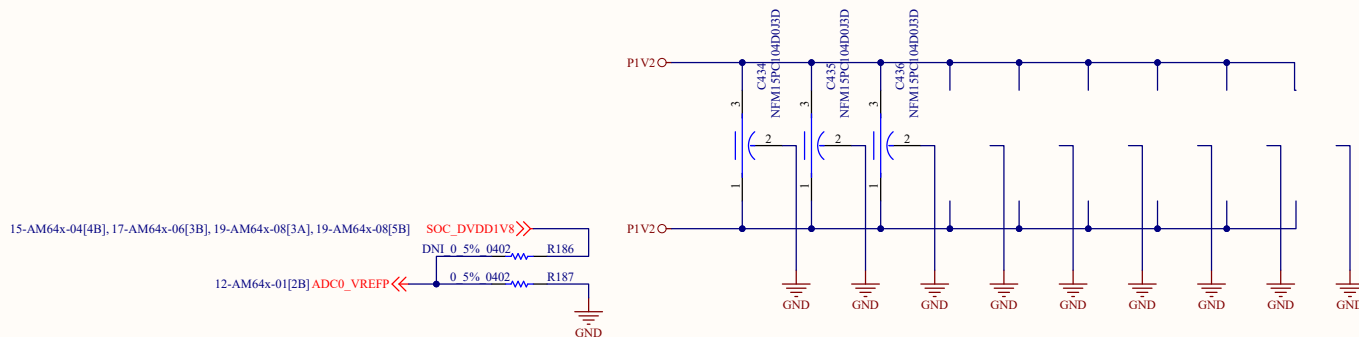 C434
NFM15PC104D0J3D
C435
NFM15PC104D0J3D
C436
NFM15PC104D0J3D
P1V2
3
3
3
2
2
2
1
1
1
15-AM64x-04[4B], 17-AM64x-06[3B], 19-AM64x-08[3A], 19-AM64x-08[5B] SOC_DVDD1V8
P1V2
DNI_0_5%_0402 R186
12-AM64x-01[2B] ADC0_VREFP
0_5%_0402 R187
GND
GND
GND
GND
GND
GND
GND
GND
GND
GND